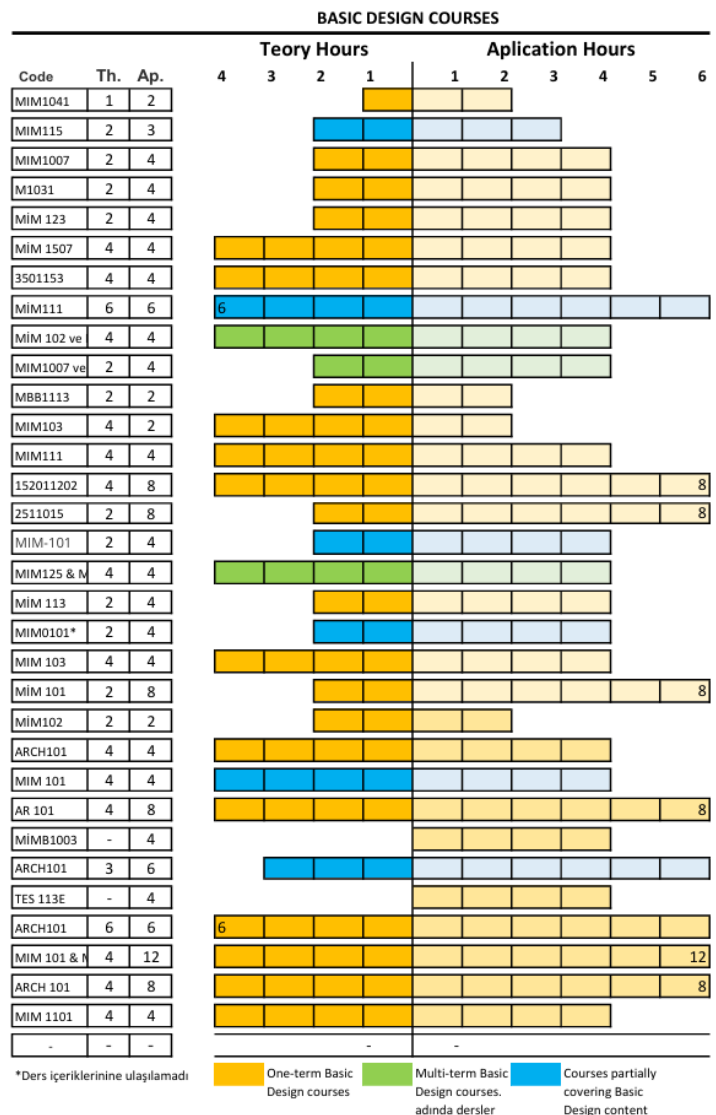 BASIC DESIGN COURSES
Teory Hours Aplication Hours
Code Th. Ap. 4 3 2 1 1 2 3 4 5 6
MIM1041 1 2
MIM115 2 3
MIM1007 2 4
M1031 2 4
MİM 123 2 4
MİM 1507 4 4
3501153 4 4
MİM111 6 6 6
MİM 102 ve 4 4
MIM1007 ve 2 4
MBB1113 2 2
MIM103 4 2
MIM111 4 4
152011202 4 8 8
2511015 2 8 8
MIM-101 2 4
MIM125 & M 4 4
MİM 113 2 4
MIM0101* 2 4
MIM 103 4 4
MİM 101 2 8 8
MİM102 2 2
ARCH101 4 4
MIM 101 4 4
AR 101 4 8 8
MİMB1003 - 4
ARCH101 3 6
TES 113E - 4
ARCH101 6 6 6
MIM 101 & 4 12 12
ARCH 101 4 8 8
MIM 1101 4 4
- - - - -
*Ders içeriklerinine ulaşılamadı
One-term Basic
Design courses
Multi-term Basic
Design courses.
adında dersler
Courses partially
covering Basic
Design content